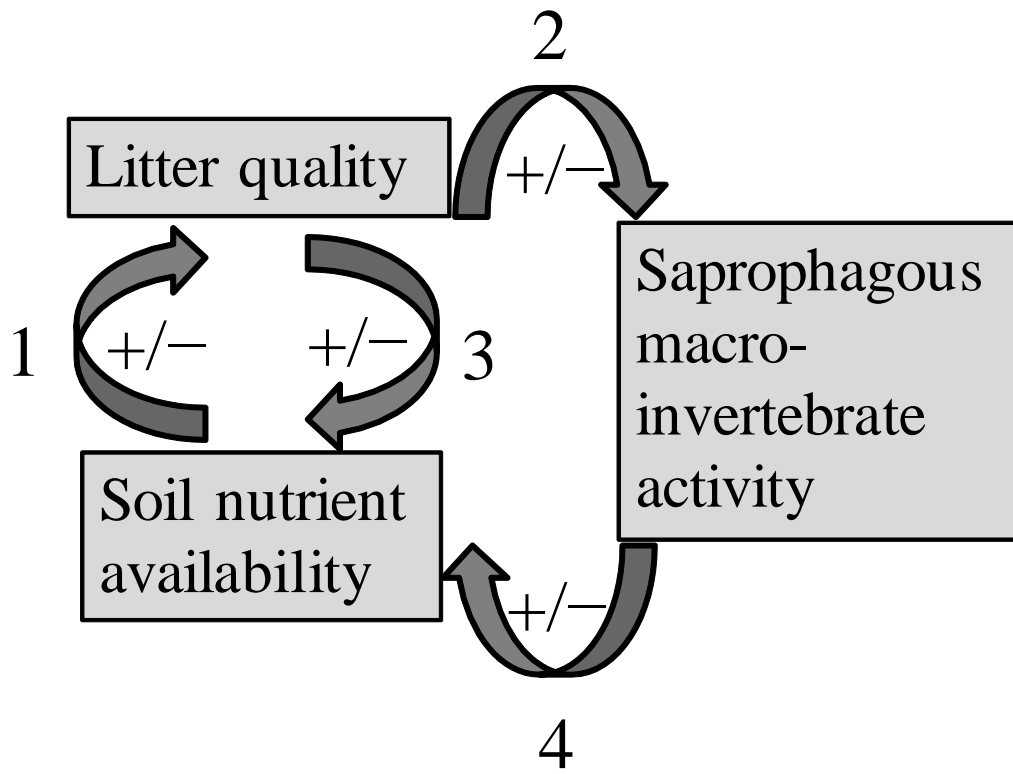 2
Litter quality
+/−
Saprophagous
macro-
invertebrate
activity
1
+/−
+/−
3
Soil nutrient
availability
+/−
4